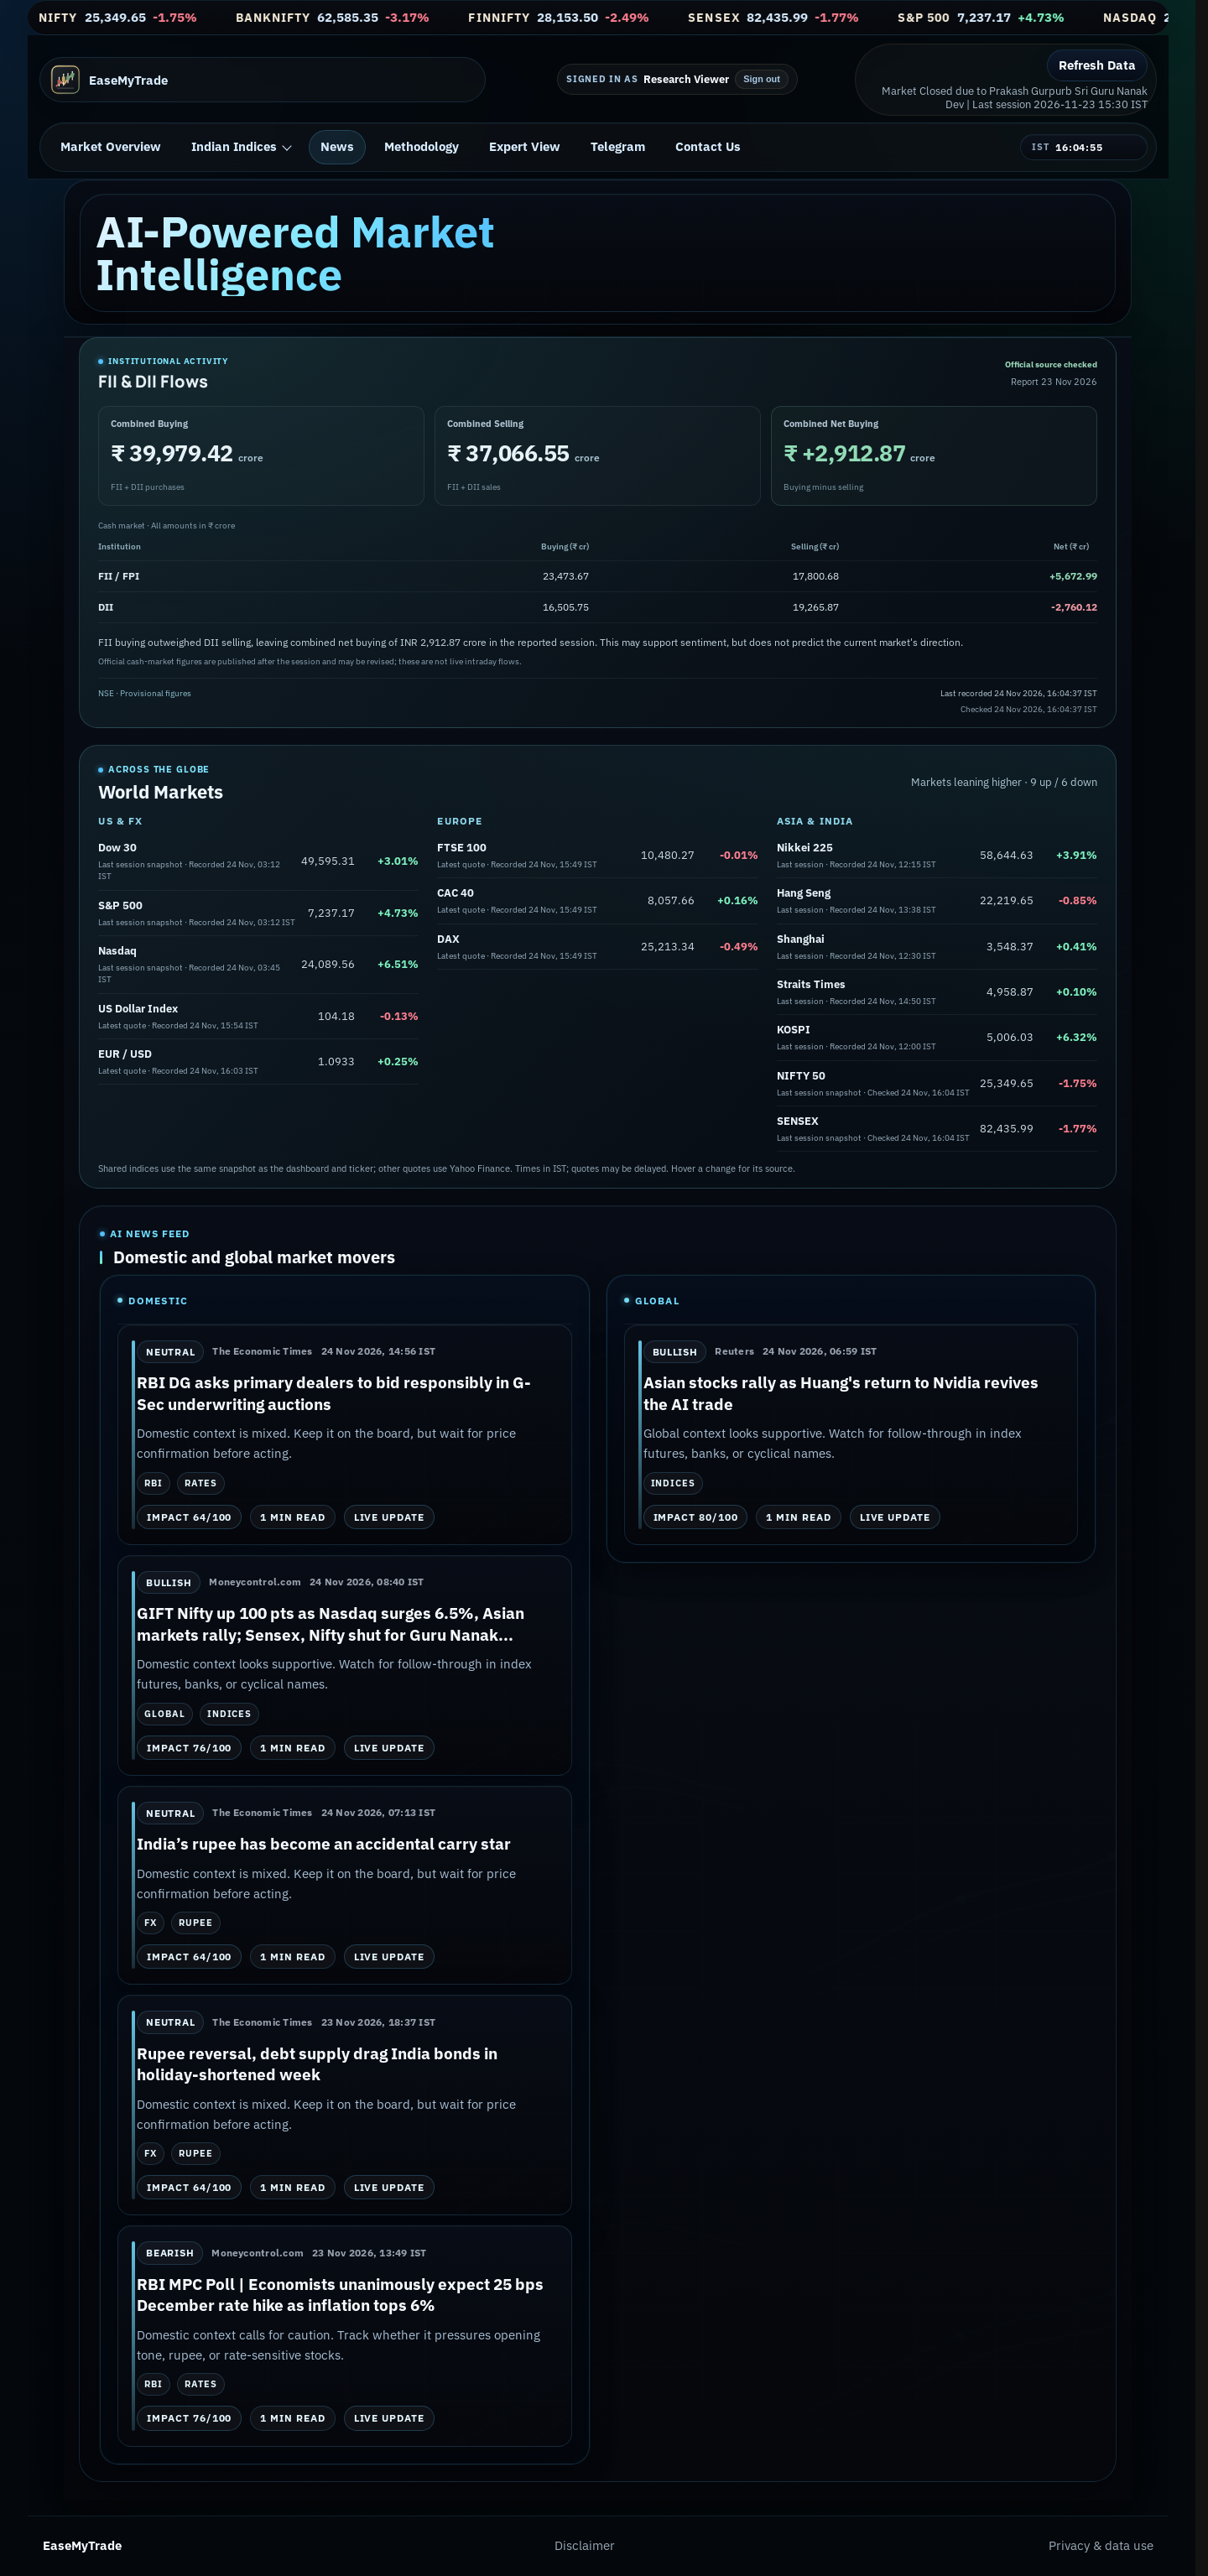 NIFTY 25,349.65 -1.75% BANKNIFTY 62,585.35 -3.17% FINNIFTY 28,153.50 -2.49% SENSEX 82,435.99 -1.77% S&P 500 7,237.17 +4.73% NASDAQ
EaseMyTrade
SIGNED IN AS Research Viewer Sign out
Refresh Data
Market Closed due to Prakash Gurpurb Sri Guru Nanak
Dev | Last session 2026-11-23 15:30 IST
Market Overview Indian Indices News Methodology Expert View Telegram Contact Us
IST 16:04:55
AI-Powered Market
Intelligence
INSTITUTIONAL ACTIVITY
FII & DII Flows
Official source checked
Report 23 Nov 2026
Combined Buying
₹ 39,979.42 crore
FII + DII purchases
Combined Selling
₹ 37,066.55 crore
FII + DII sales
Combined Net Buying
₹ +2,912.87 crore
Buying minus selling
Cash market · All amounts in ₹ crore
Institution Buying (₹ cr) Selling (₹ cr) Net (₹ cr)
FII / FPI 23,473.67 17,800.68 +5,672.99
DII 16,505.75 19,265.87 -2,760.12
FII buying outweighed DII selling, leaving combined net buying of INR 2,912.87 crore in the reported session. This may support sentiment, but does not predict the current market's direction.
Official cash-market figures are published after the session and may be revised; these are not live intraday flows.
NSE · Provisional figures
Last recorded 24 Nov 2026, 16:04:37 IST
Checked 24 Nov 2026, 16:04:37 IST
ACROSS THE GLOBE
World Markets
Markets leaning higher · 9 up / 6 down
US & FX
Dow 30
Last session snapshot · Recorded 24 Nov, 03:12
IST
49,595.31 +3.01%
S&P 500
Last session snapshot · Recorded 24 Nov, 03:12 IST
7,237.17 +4.73%
Nasdaq
Last session snapshot · Recorded 24 Nov, 03:45
IST
24,089.56 +6.51%
US Dollar Index
Latest quote · Recorded 24 Nov, 15:54 IST
104.18 -0.13%
EUR / USD
Latest quote · Recorded 24 Nov, 16:03 IST
1.0933 +0.25%
EUROPE
FTSE 100
Latest quote · Recorded 24 Nov, 15:49 IST
10,480.27 -0.01%
CAC 40
Latest quote · Recorded 24 Nov, 15:49 IST
8,057.66 +0.16%
DAX
Latest quote · Recorded 24 Nov, 15:49 IST
25,213.34 -0.49%
ASIA & INDIA
Nikkei 225
Last session · Recorded 24 Nov, 12:15 IST
58,644.63 +3.91%
Hang Seng
Last session · Recorded 24 Nov, 13:38 IST
22,219.65 -0.85%
Shanghai
Last session · Recorded 24 Nov, 12:30 IST
3,548.37 +0.41%
Straits Times
Last session · Recorded 24 Nov, 14:50 IST
4,958.87 +0.10%
KOSPI
Last session · Recorded 24 Nov, 12:00 IST
5,006.03 +6.32%
NIFTY 50
Last session snapshot · Checked 24 Nov, 16:04 IST
25,349.65 -1.75%
SENSEX
Last session snapshot · Checked 24 Nov, 16:04 IST
82,435.99 -1.77%
Shared indices use the same snapshot as the dashboard and ticker; other quotes use Yahoo Finance. Times in IST; quotes may be delayed. Hover a change for its source.
AI NEWS FEED
Domestic and global market movers
DOMESTIC
NEUTRAL The Economic Times 24 Nov 2026, 14:56 IST
RBI DG asks primary dealers to bid responsibly in G-
Sec underwriting auctions
Domestic context is mixed. Keep it on the board, but wait for price
confirmation before acting.
RBI RATES
IMPACT 64/100 1 MIN READ LIVE UPDATE
BULLISH Moneycontrol.com 24 Nov 2026, 08:40 IST
GIFT Nifty up 100 pts as Nasdaq surges 6.5%, Asian
markets rally; Sensex, Nifty shut for Guru Nanak...
Domestic context looks supportive. Watch for follow-through in index
futures, banks, or cyclical names.
GLOBAL INDICES
IMPACT 76/100 1 MIN READ LIVE UPDATE
NEUTRAL The Economic Times 24 Nov 2026, 07:13 IST
India’s rupee has become an accidental carry star
Domestic context is mixed. Keep it on the board, but wait for price
confirmation before acting.
FX RUPEE
IMPACT 64/100 1 MIN READ LIVE UPDATE
NEUTRAL The Economic Times 23 Nov 2026, 18:37 IST
Rupee reversal, debt supply drag India bonds in
holiday-shortened week
Domestic context is mixed. Keep it on the board, but wait for price
confirmation before acting.
FX RUPEE
IMPACT 64/100 1 MIN READ LIVE UPDATE
BEARISH Moneycontrol.com 23 Nov 2026, 13:49 IST
RBI MPC Poll | Economists unanimously expect 25 bps
December rate hike as inflation tops 6%
Domestic context calls for caution. Track whether it pressures opening
tone, rupee, or rate-sensitive stocks.
RBI RATES
IMPACT 76/100 1 MIN READ LIVE UPDATE
GLOBAL
BULLISH Reuters 24 Nov 2026, 06:59 IST
Asian stocks rally as Huang's return to Nvidia revives
the AI trade
Global context looks supportive. Watch for follow-through in index
futures, banks, or cyclical names.
INDICES
IMPACT 80/100 1 MIN READ LIVE UPDATE
EaseMyTrade
Disclaimer
Privacy & data use